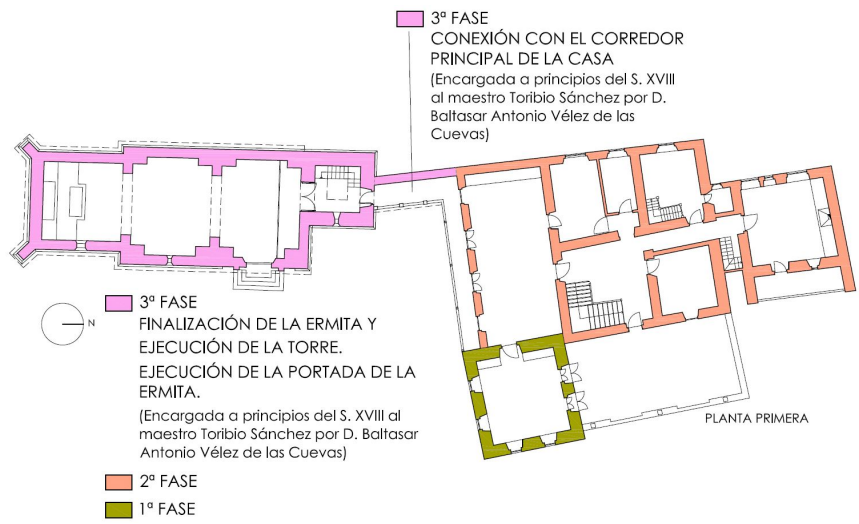 3ª FASE
CONEXIÓN CON EL CORREDOR
PRINCIPAL DE LA CASA
(Encargada a principios del S. XVIII
al maestro Toribio Sánchez por D.
Baltasar Antonio Vélez de las
Cuevas)
N
3ª FASE
FINALIZACIÓN DE LA ERMITA Y
EJECUCIÓN DE LA TORRE.
EJECUCIÓN DE LA PORTADA DE LA
ERMITA.
(Encargada a principios del S. XVIII al
maestro Toribio Sánchez por D. Baltasar
Antonio Vélez de las Cuevas)
2ª FASE
1ª FASE
PLANTA PRIMERA